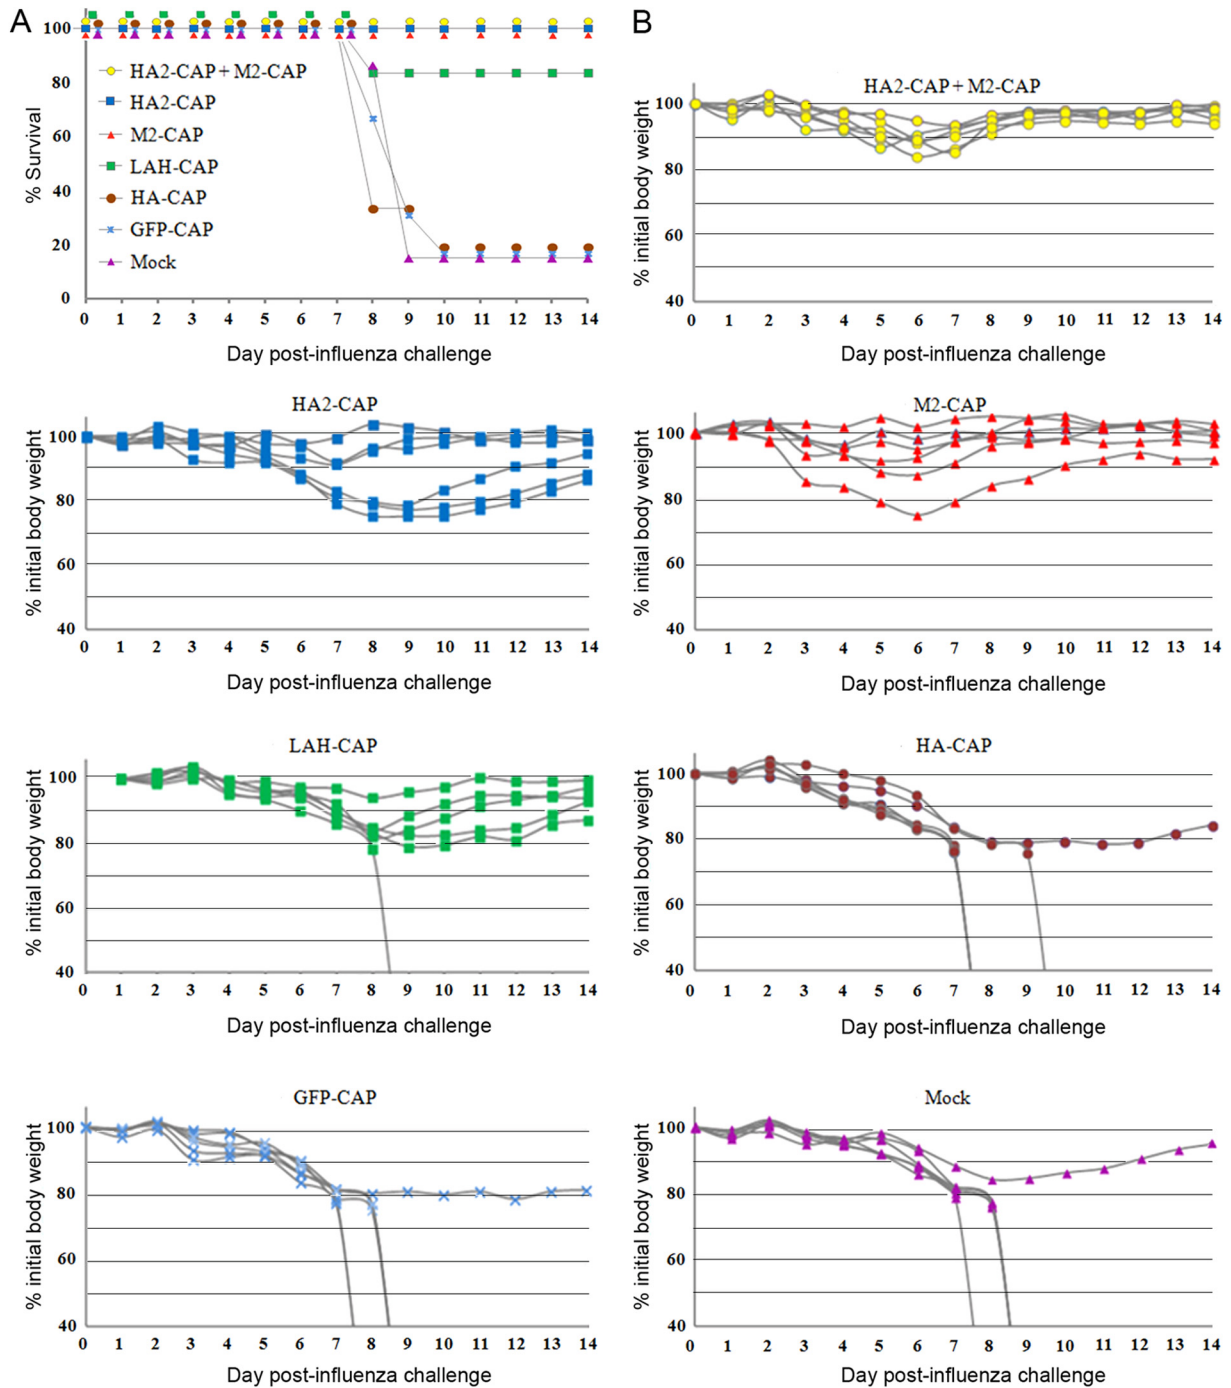 A
% Survival
100
80
60
40
20
0
HA2-CAP + M2-CAP
HA2-CAP
M2-CAP
LAH-CAP
HA-CAP
GFP-CAP
Mock
0 1 2 3 4 5 6 7 8 9 10 11 12 13 14
Day post-influenza challenge
B
HA2-CAP + M2-CAP
% initial body weight
100
80
60
40
0 1 2 3 4 5 6 7 8 9 10 11 12 13 14
Day post-influenza challenge
HA2-CAP
% initial body weight
100
80
60
40
0 1 2 3 4 5 6 7 8 9 10 11 12 13 14
Day post-influenza challenge
M2-CAP
% initial body weight
100
80
60
40
0 1 2 3 4 5 6 7 8 9 10 11 12 13 14
Day post-influenza challenge
LAH-CAP
% initial body weight
100
80
60
40
0 1 2 3 4 5 6 7 8 9 10 11 12 13 14
Day post-influenza challenge
HA-CAP
% initial body weight
100
80
60
40
0 1 2 3 4 5 6 7 8 9 10 11 12 13 14
Day post-influenza challenge
GFP-CAP
% initial body weight
100
80
60
40
0 1 2 3 4 5 6 7 8 9 10 11 12 13 14
Day post-influenza challenge
Mock
% initial body weight
100
80
60
40
0 1 2 3 4 5 6 7 8 9 10 11 12 13 14
Day post-influenza challenge